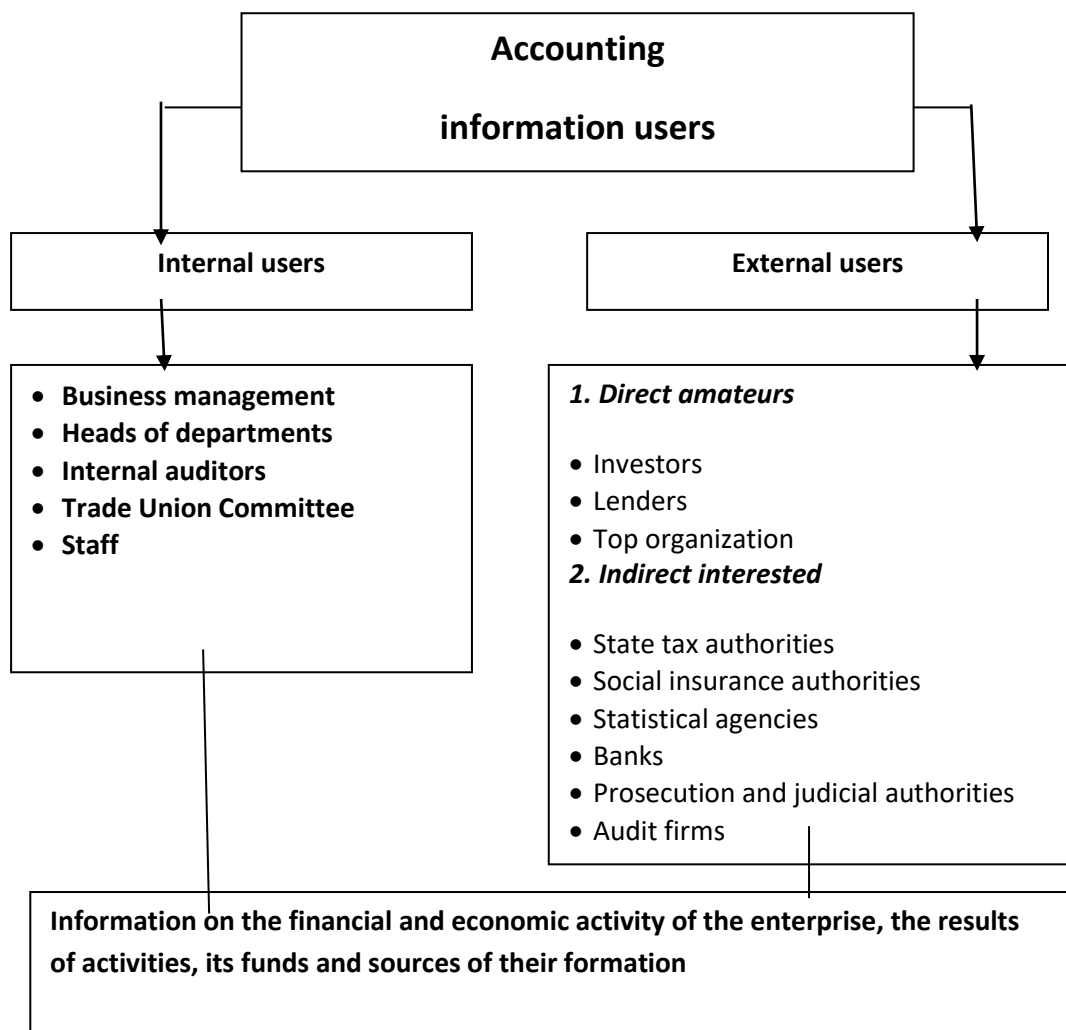 Accounting
information users
Internal users
External users
• Business management
• Heads of departments
• Internal auditors
• Trade Union Committee
• Staff
1. Direct amateurs
• Investors
• Lenders
• Top organization
2. Indirect interested
• State tax authorities
• Social insurance authorities
• Statistical agencies
• Banks
• Prosecution and judicial authorities
• Audit firms
Information on the financial and economic activity of the enterprise, the results
of activities, its funds and sources of their formation